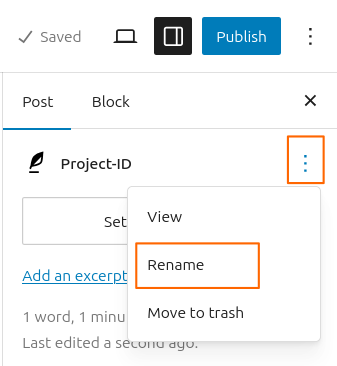 Saved
Publish
Post
Block
Project-ID
View
Set
Rename
Add an excerpt
Move to trash
1 word, 1 minu
Last edited a second ago.